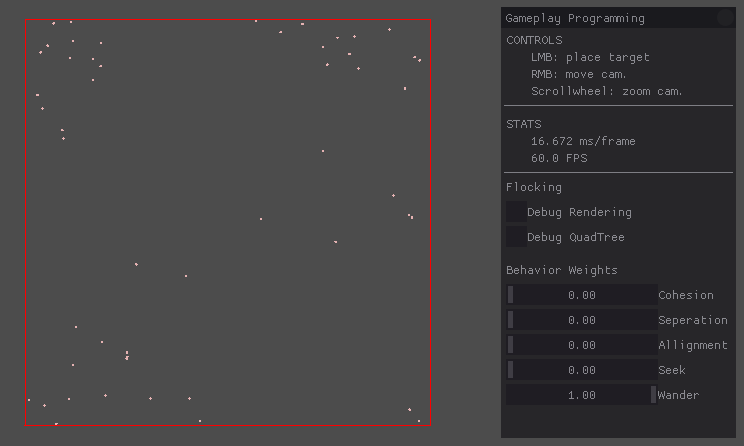 Gameplay Programming
CONTROLS
LMB: place target
RMB: move cam.
Scrollwheel: zoom cam.
STATS
16.672 ms/frame
60.0 FPS
Flocking
Debug Rendering
Debug QuadTree
Behavior Weights
0.00 Cohesion
0.00 Seperation
0.00 Allignment
0.00 Seek
1.00 Wander